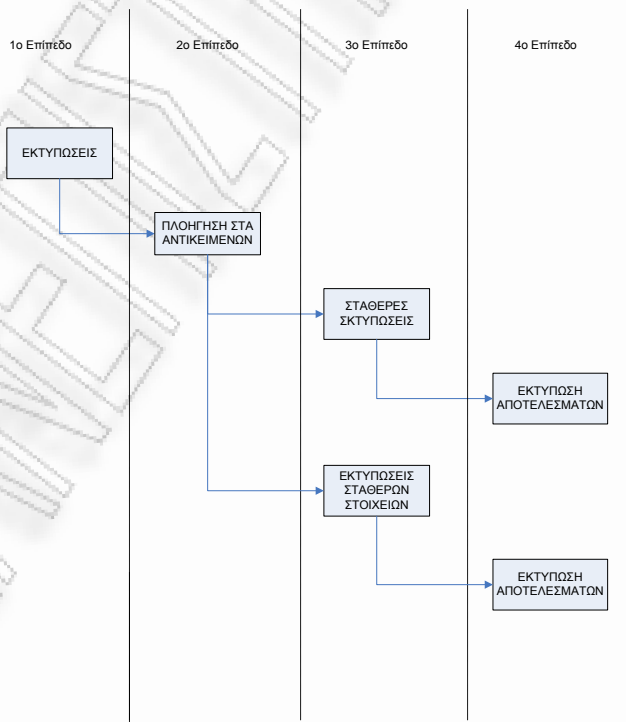 1ο Επίπεδο
2ο Επίπεδο
3ο Επίπεδο
4ο Επίπεδο
ΕΚΤΥΠΩΣΕΙΣ
ΠΛΟΗΓΗΣΗ ΣΤΑ
ΑΝΤΙΚΕΙΜΕΝΩΝ
ΣΤΑΘΕΡΕΣ
ΣΚΤΥΠΩΣΕΙΣ
ΕΚΤΥΠΩΣΗ
ΑΠΟΤΕΛΕΣΜΑΤΩΝ
ΕΚΤΥΠΩΣΕΙΣ
ΣΤΑΘΕΡΩΝ
ΣΤΟΙΧΕΙΩΝ
ΕΚΤΥΠΩΣΗ
ΑΠΟΤΕΛΕΣΜΑΤΩΝ